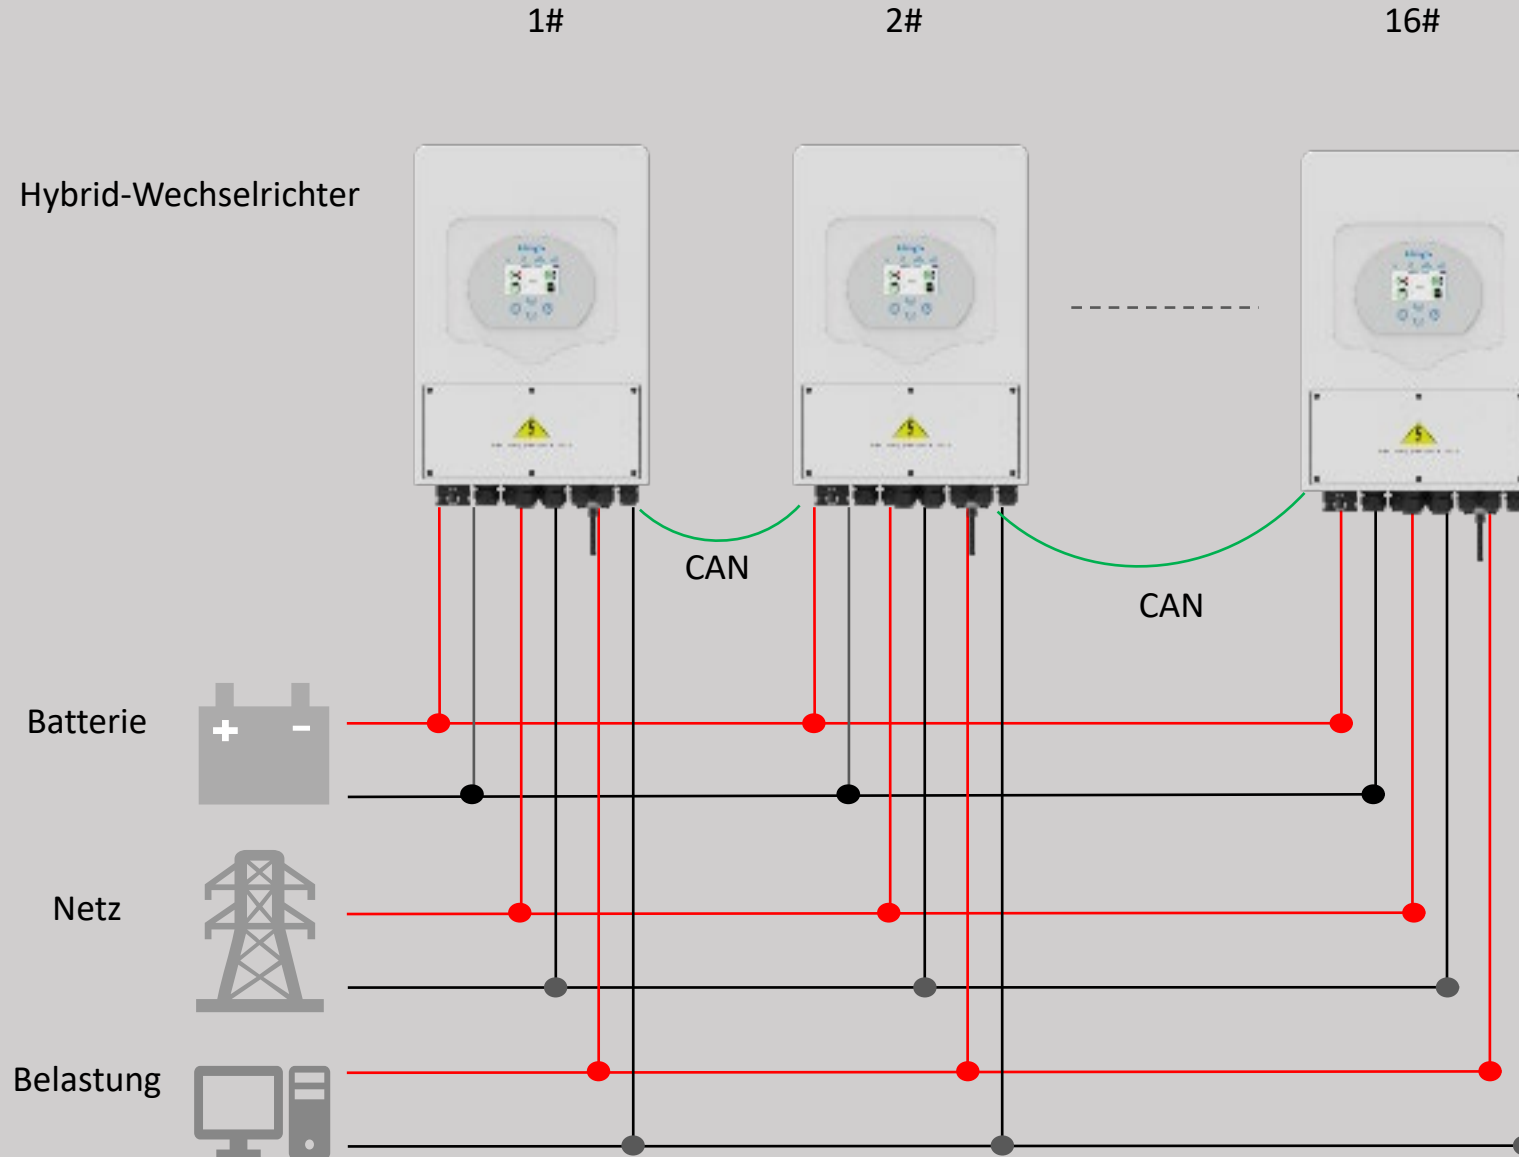 1#
2#
16#
Hybrid-Wechselrichter
CAN
CAN
Batterie
Netz
Belastung